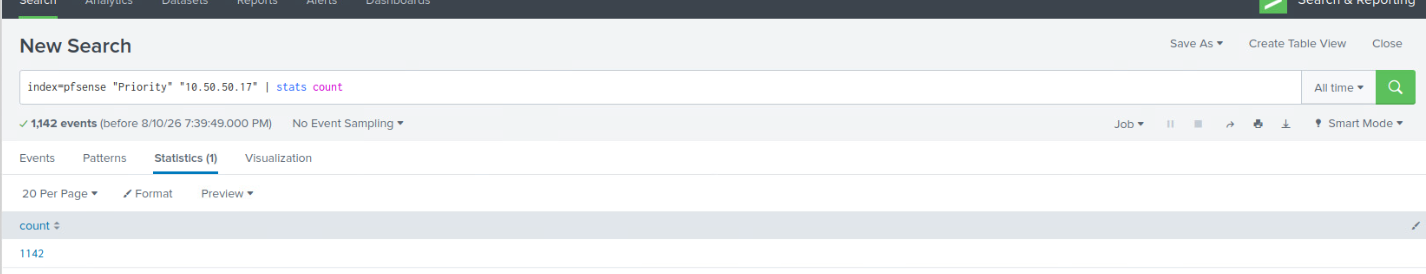 Search Analytics Datasets Reports Alerts Dashboards Search & Reporting
New Search
Save As Create Table View Close
index=pfsense "Priority" "10.50.50.17" | stats count
All time
1,142 events (before 8/10/26 7:39:49.000 PM) No Event Sampling
Job Smart Mode
Events Patterns Statistics (1) Visualization
20 Per Page Format Preview
count
1142